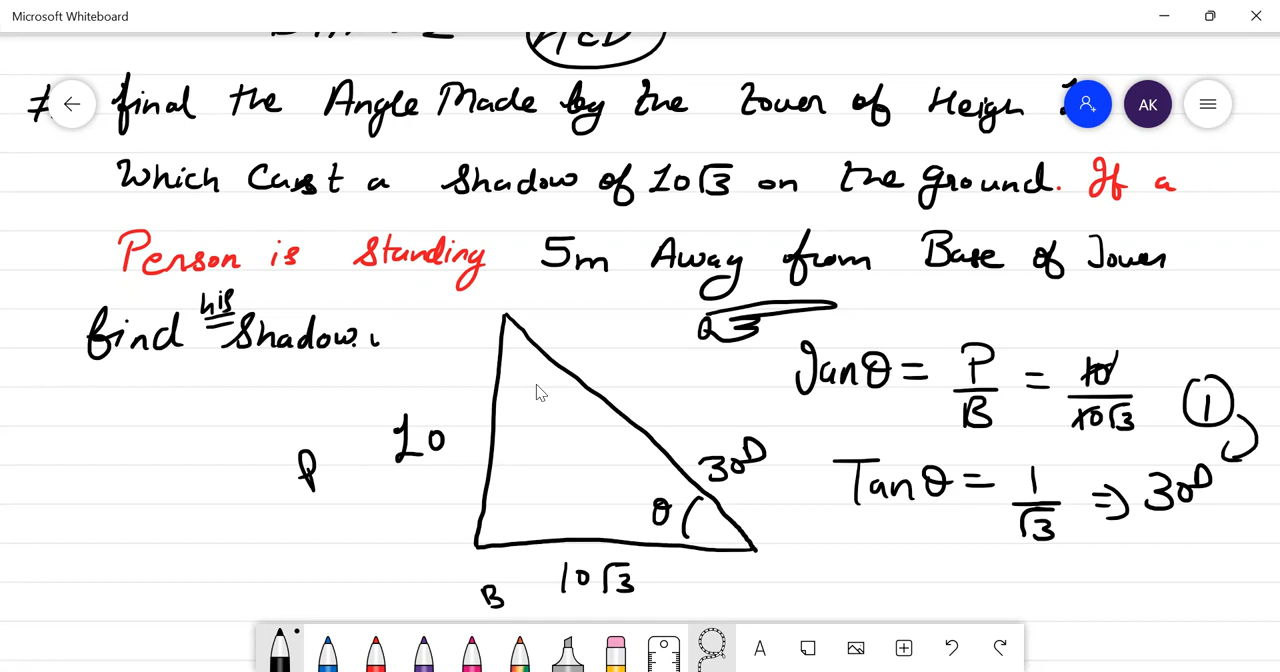 Microsoft Whiteboard
find the Angle Made by the tower of Heigh
AK
Which Cast a Shadow of 10√3 on the ground. If a
Person is Standing 5m Away from Base of Tower
find his Shadow.
Tanθ = P/B = 10/10√3 1
P 10 30° θ
Tanθ = 1/√3 ⇒ 30°
B 10√3
A